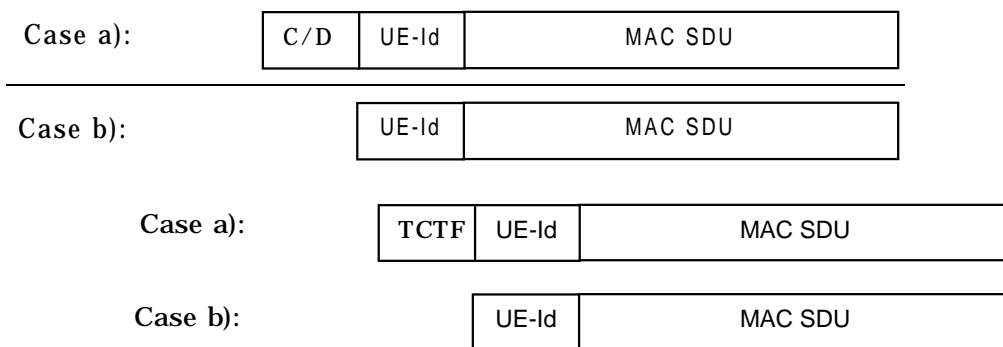 Case a): C/D UE-Id MAC SDU
Case b): UE-Id MAC SDU
Case a): TCTF UE-Id MAC SDU
Case b): UE-Id MAC SDU